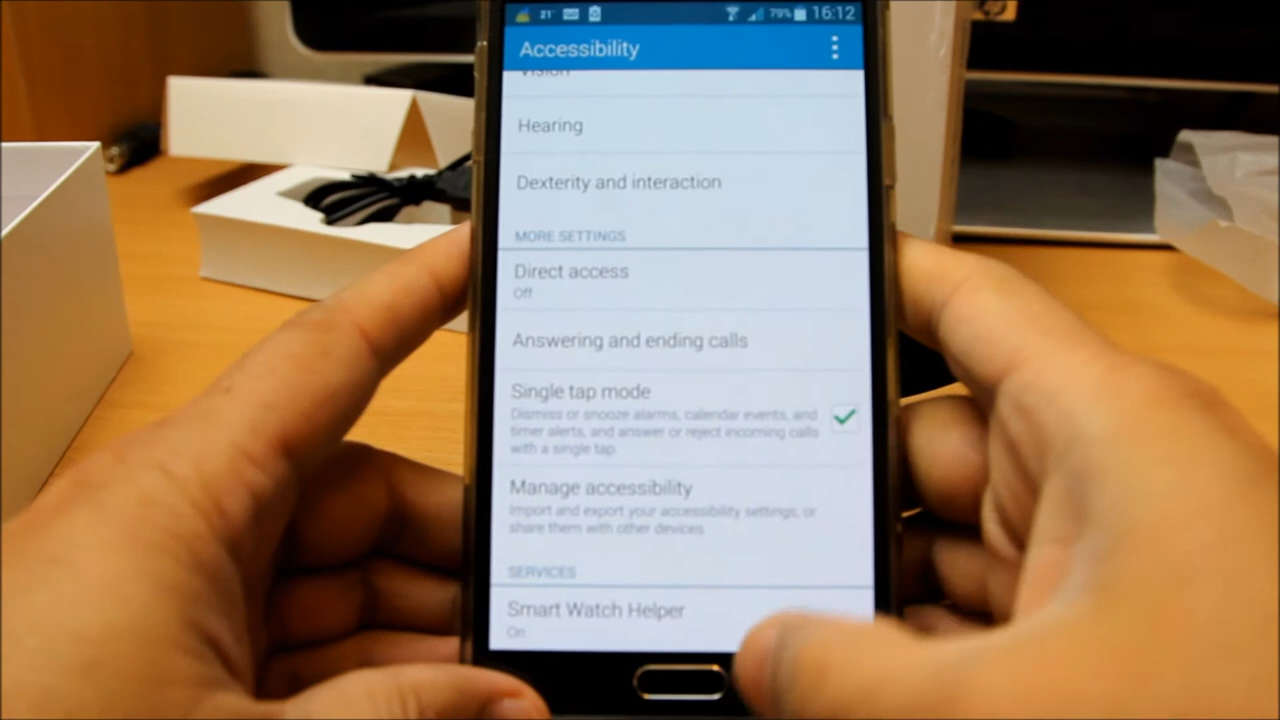 21°
79%
16:12
Accessibility
Vision
Hearing
Dexterity and interaction
MORE SETTINGS
Direct access
Off
Answering and ending calls
Single tap mode
Dismiss or snooze alarms, calendar events, and
timer alerts, and answer or reject incoming calls
with a single tap.
Manage accessibility
Import and export your accessibility settings, or
share them with other devices.
SERVICES
Smart Watch Helper
On